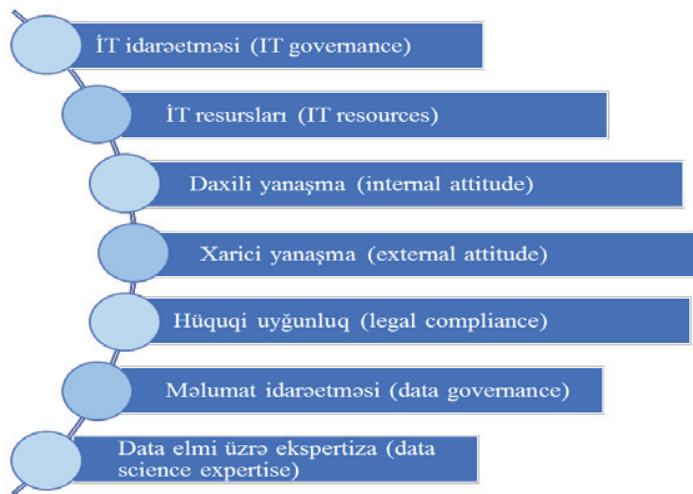 İT idarəetməsi (IT governance)
İT resursları (IT resources)
Daxili yanaşma (internal attitude)
Xarici yanaşma (external attitude)
Hüquqi uyğunluq (legal compliance)
Məlumat idarəetməsi (data governance)
Data elmi üzrə ekspertiza (data
science expertise)